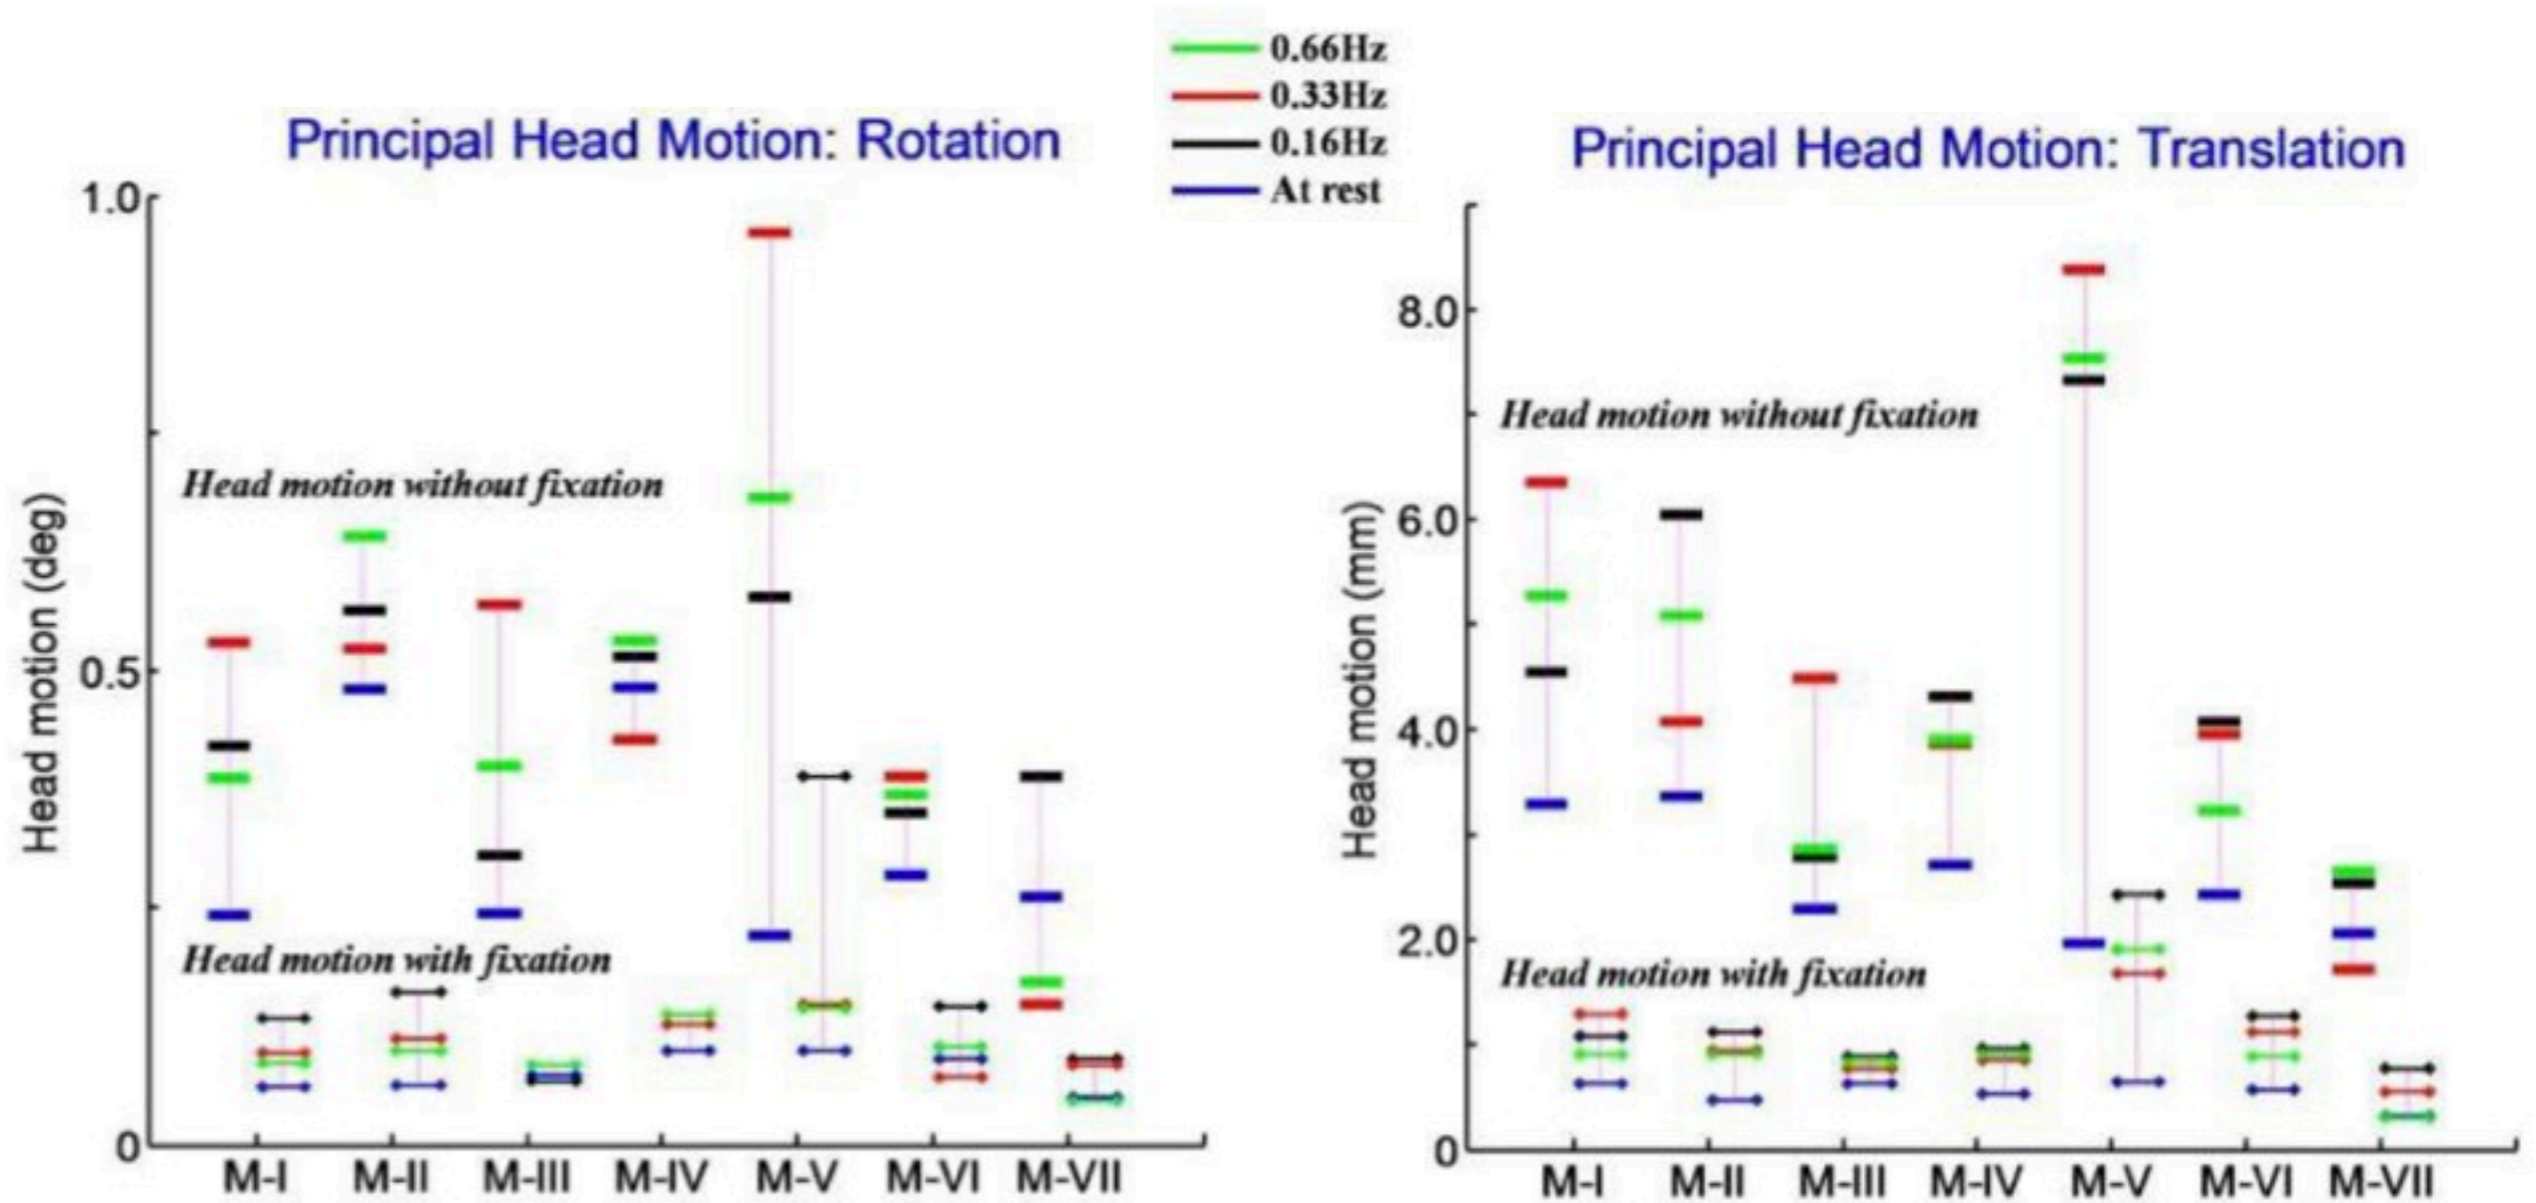 0.66Hz
0.33Hz
0.16Hz
At rest
Principal Head Motion: Rotation
1.0
0.5
0
Head motion (deg)
Head motion without fixation
Head motion with fixation
M-I M-II M-III M-IV M-V M-VI M-VII
Principal Head Motion: Translation
8.0
6.0
4.0
2.0
0
Head motion (mm)
Head motion without fixation
Head motion with fixation
M-I M-II M-III M-IV M-V M-VI M-VII